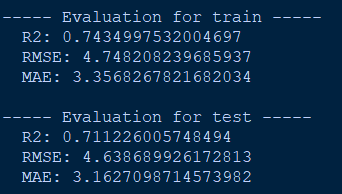 ----- Evaluation for train -----
R2: 0.7434997532004697
RMSE: 4.748208239685937
MAE: 3.3568267821682034
----- Evaluation for test -----
R2: 0.711226005748494
RMSE: 4.638689926172813
MAE: 3.1627098714573982